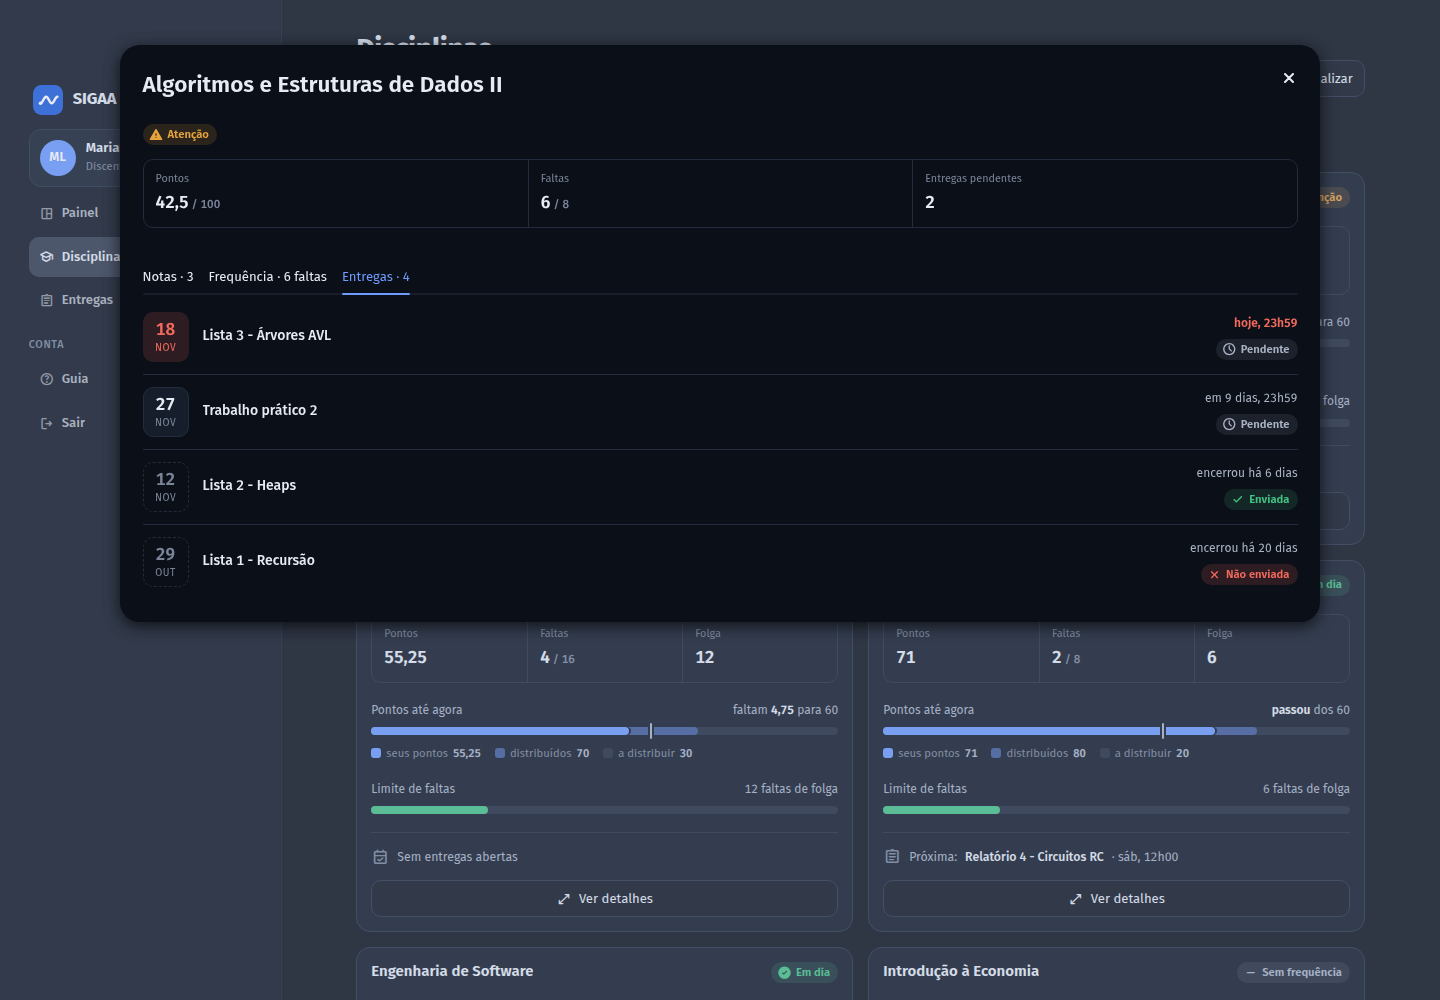 Disciplinas
alizar
SIGAA
ML
Maria
Discen
Painel
Disciplina
Entregas
CONTA
Guia
Sair
Algoritmos e Estruturas de Dados II
Atenção
Pontos
42,5 / 100
Faltas
6 / 8
Entregas pendentes
2
Notas · 3
Frequência · 6 faltas
Entregas · 4
18
NOV
Lista 3 - Árvores AVL
hoje, 23h59
Pendente
27
NOV
Trabalho prático 2
em 9 dias, 23h59
Pendente
12
NOV
Lista 2 - Heaps
encerrou há 6 dias
Enviada
29
OUT
Lista 1 - Recursão
encerrou há 20 dias
Não enviada
nção
ra 60
folga
dia
Pontos
55,25
Faltas
4 / 16
Folga
12
Pontos até agora
faltam 4,75 para 60
seus pontos 55,25
distribuídos 70
a distribuir 30
Limite de faltas
12 faltas de folga
Sem entregas abertas
Ver detalhes
Pontos
71
Faltas
2 / 8
Folga
6
Pontos até agora
passou dos 60
seus pontos 71
distribuídos 80
a distribuir 20
Limite de faltas
6 faltas de folga
Próxima: Relatório 4 - Circuitos RC · sáb, 12h00
Ver detalhes
Engenharia de Software
Em dia
Introdução à Economia
Sem frequência